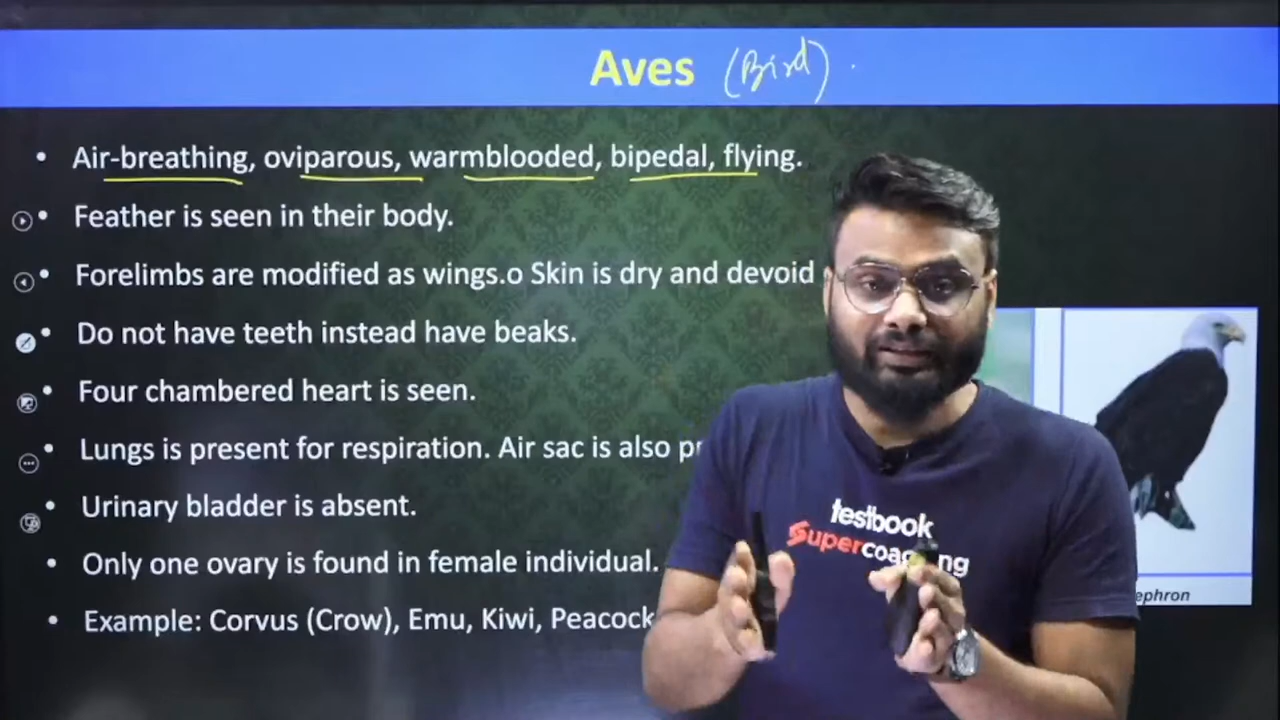 Aves (Bird).
• Air-breathing, oviparous, warmblooded, bipedal, flying.
• Feather is seen in their body.
• Forelimbs are modified as wings.o Skin is dry and devoid
• Do not have teeth instead have beaks.
• Four chambered heart is seen.
• Lungs is present for respiration. Air sac is also
• Urinary bladder is absent.
• Only one ovary is found in female individual.
• Example: Corvus (Crow), Emu, Kiwi, Peacock
testbook
Supercoaching
ephron